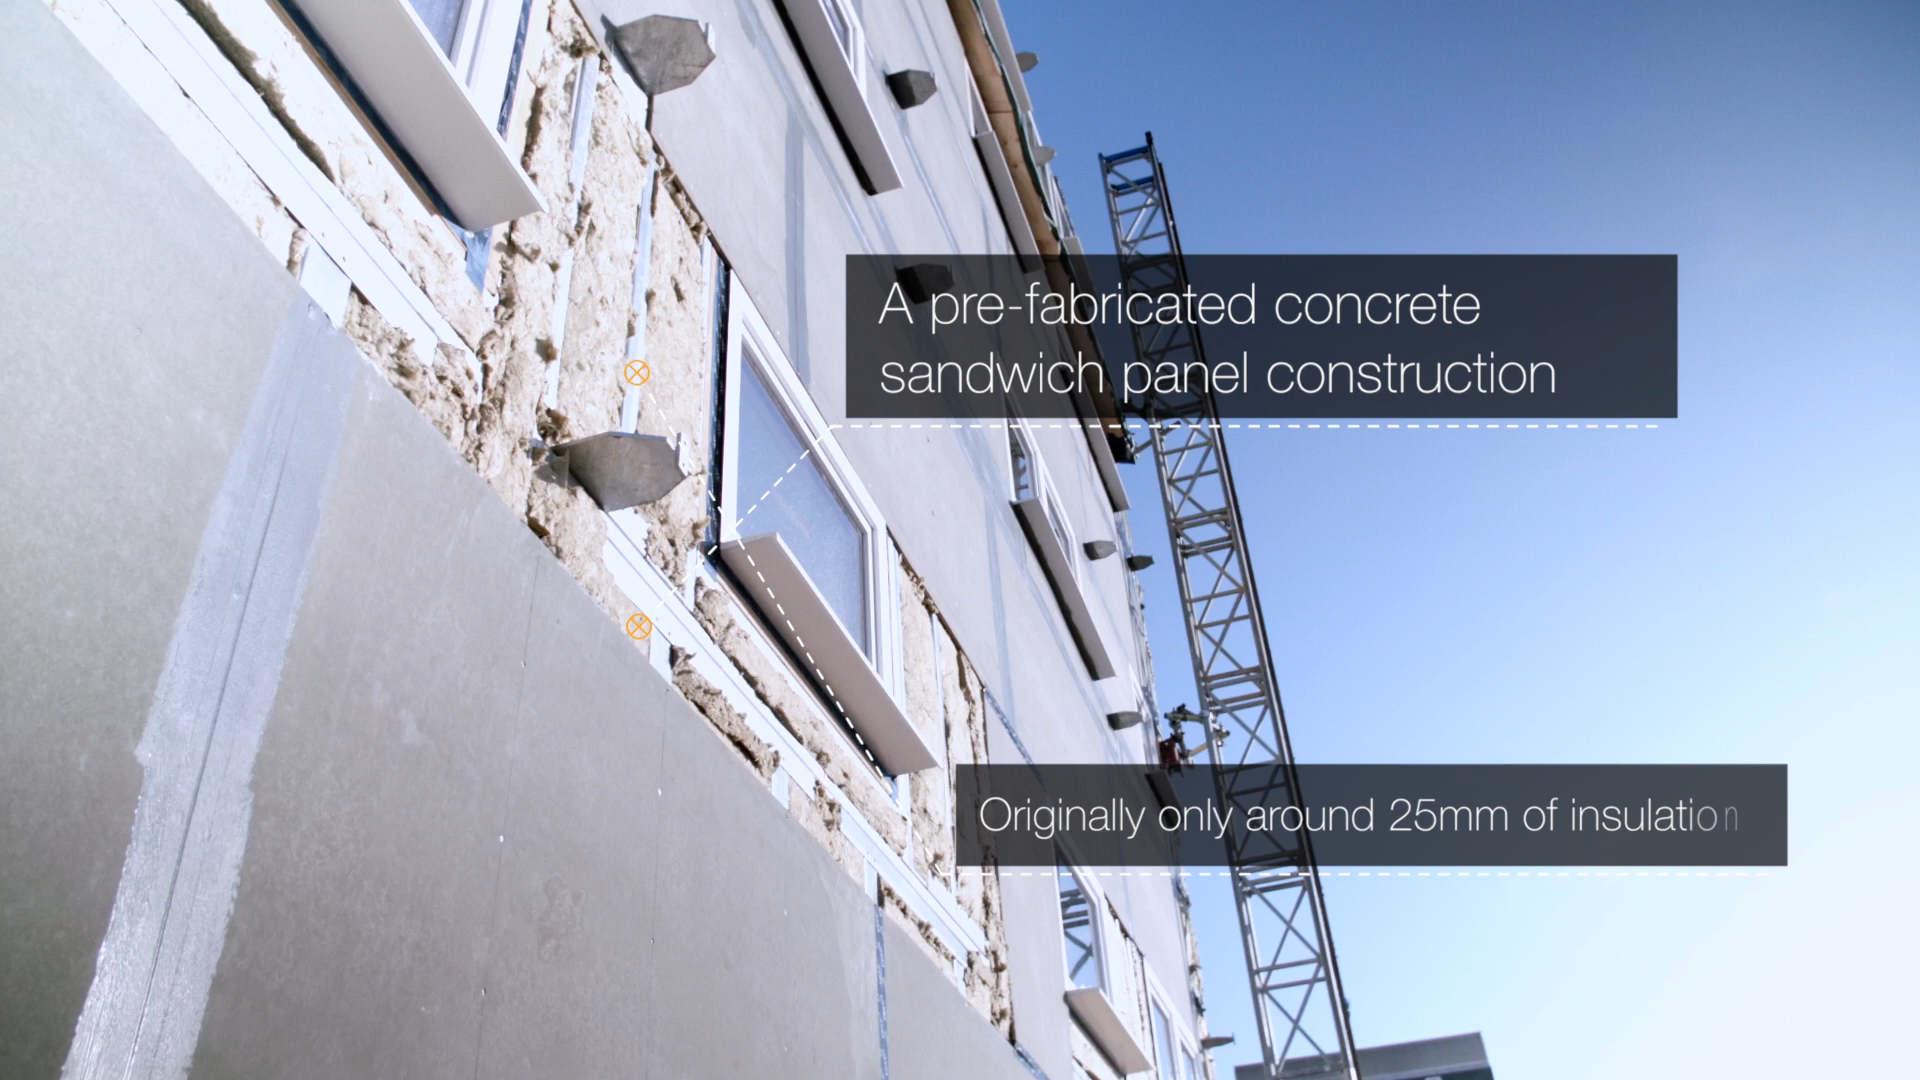 A pre-fabricated concrete
sandwich panel construction
Originally only around 25mm of insulation